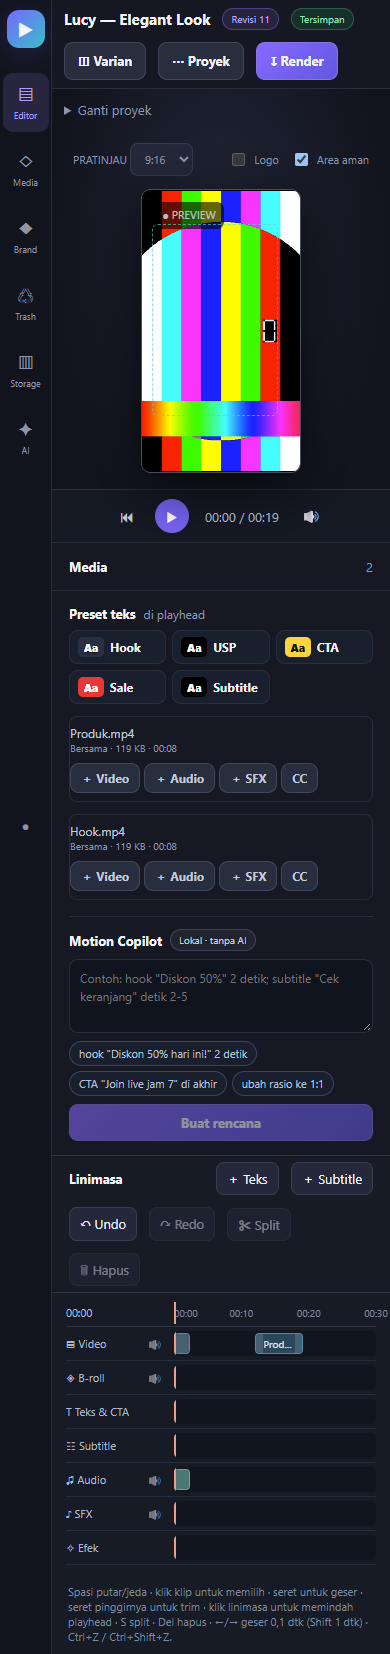 Lucy — Elegant Look Revisi 11 Tersimpan
Varian Proyek Render
Editor
Media
Brand
Trash
Storage
AI
Ganti proyek
PRATINJAU 9:16 Logo Area aman
PREVIEW
00:00 / 00:19
Media 2
Preset teks di playhead
Aa Hook Aa USP Aa CTA
Aa Sale Aa Subtitle
Produk.mp4
Bersama · 119 KB · 00:08
+ Video + Audio + SFX CC
Hook.mp4
Bersama · 119 KB · 00:08
+ Video + Audio + SFX CC
Motion Copilot Lokal · tanpa AI
Contoh: hook "Diskon 50%" 2 detik; subtitle "Cek
keranjang" detik 2-5
hook "Diskon 50% hari ini!" 2 detik
CTA "Join live jam 7" di akhir ubah rasio ke 1:1
Buat rencana
Linimasa + Teks + Subtitle
Undo Redo Split
Hapus
00:00 00:00 00:10 00:20 00:30
Video Prod...
B-roll
T Teks & CTA
Subtitle
Audio
SFX
Efek
Spasi putar/jeda · klik klip untuk memilih · seret untuk geser ·
seret pinggirnya untuk trim · klik linimasa untuk memindah
playhead · S split · Del hapus · ←/→ geser 0,1 dtk (Shift 1 dtk) ·
Ctrl+Z / Ctrl+Shift+Z.